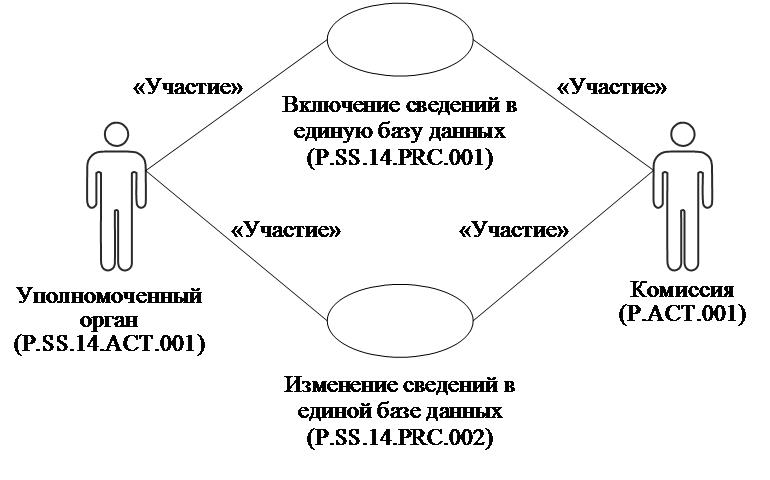 «Участие»
«Участие»
Включение сведений в
единую базу данных
(P.SS.14.PRC.001)
«Участие»
«Участие»
Уполномоченный
орган
(P.SS.14.ACT.001)
Комиссия
(P.ACT.001)
Изменение сведений в
единой базе данных
(P.SS.14.PRC.002)